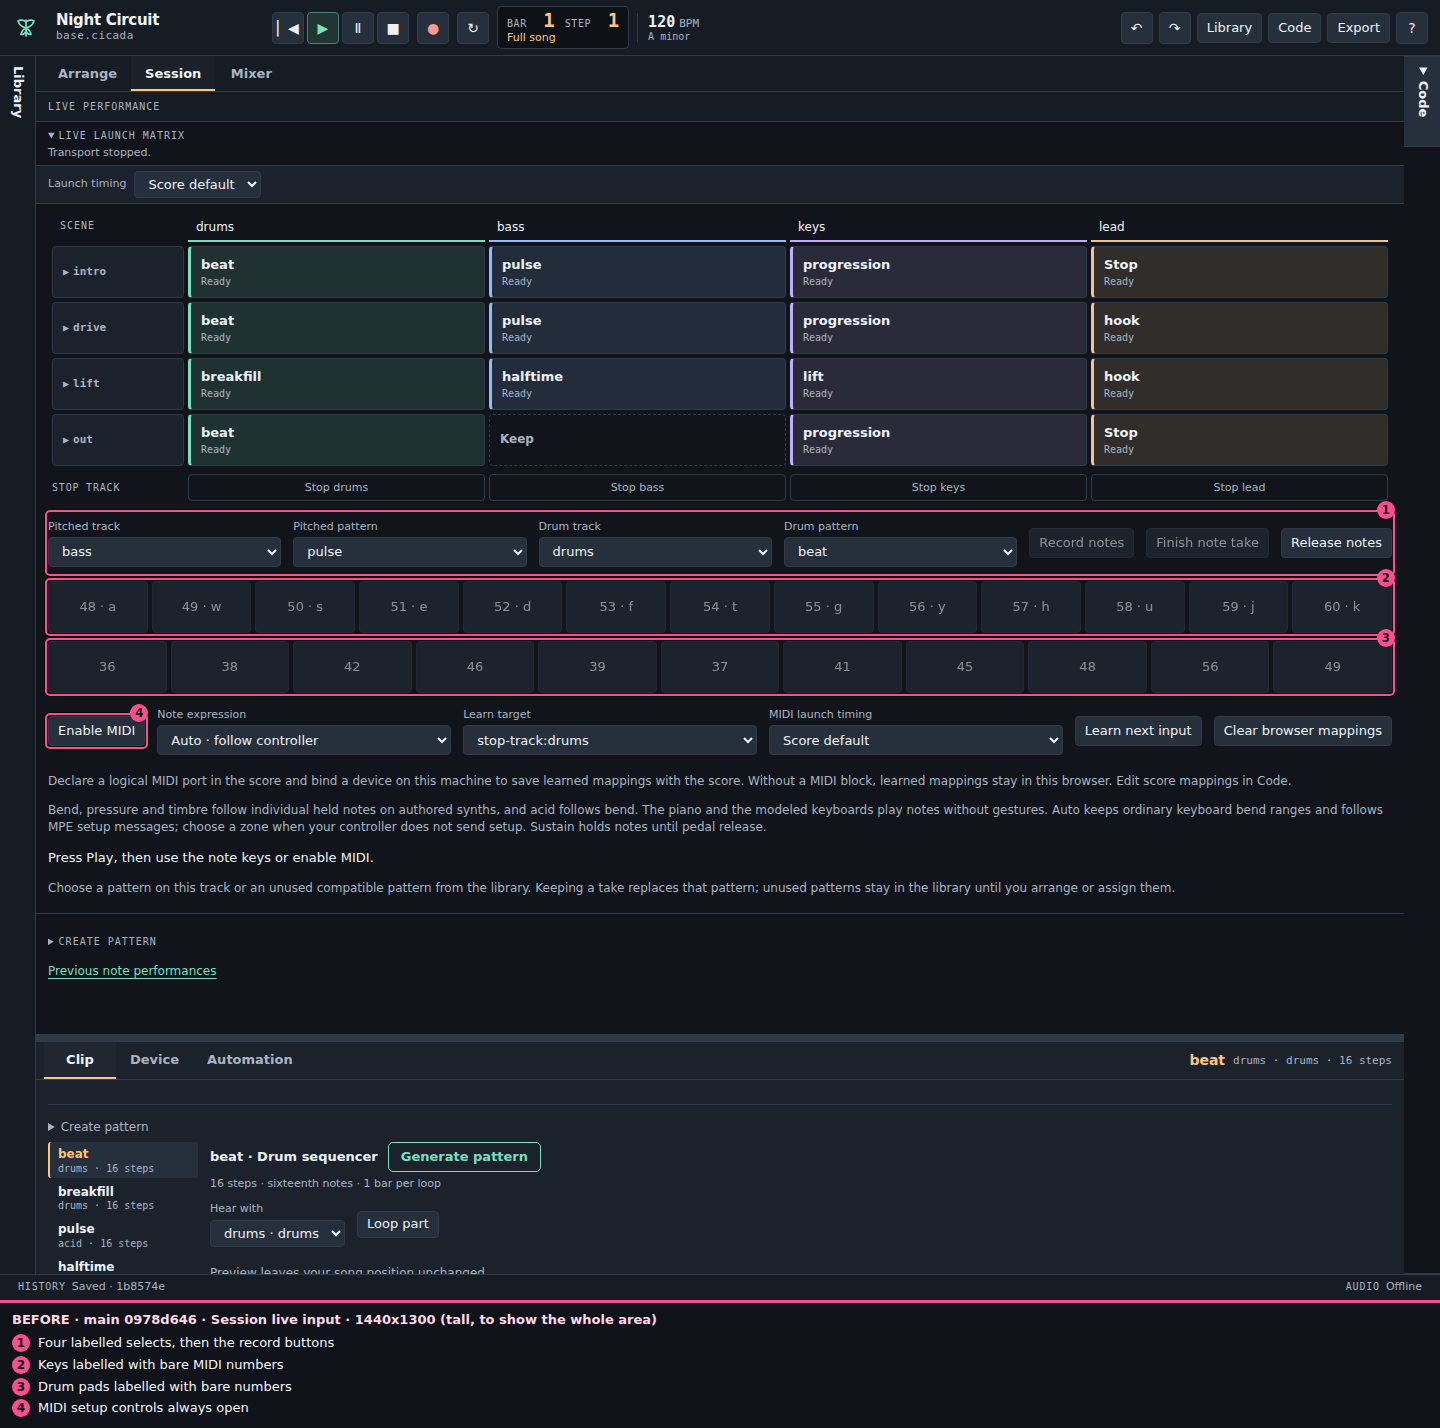 Night Circuit
base.cicada
BAR 1 STEP 1
Full song
120 BPM
A minor
Library
Code
Export
?
Library
Arrange
Session
Mixer
Code
LIVE PERFORMANCE
LIVE LAUNCH MATRIX
Transport stopped.
Launch timing
Score default
SCENE
drums
bass
keys
lead
intro
beat
Ready
pulse
Ready
progression
Ready
Stop
Ready
drive
beat
Ready
pulse
Ready
progression
Ready
hook
Ready
lift
breakfill
Ready
halftime
Ready
lift
Ready
hook
Ready
out
beat
Ready
Keep
progression
Ready
Stop
Ready
STOP TRACK
Stop drums
Stop bass
Stop keys
Stop lead
1
Pitched track
bass
Pitched pattern
pulse
Drum track
drums
Drum pattern
beat
Record notes
Finish note take
Release notes
2
48 · a
49 · w
50 · s
51 · e
52 · d
53 · f
54 · t
55 · g
56 · y
57 · h
58 · u
59 · j
60 · k
3
36
38
42
46
39
37
41
45
48
56
49
4
Enable MIDI
Note expression
Auto · follow controller
Learn target
stop-track:drums
MIDI launch timing
Score default
Learn next input
Clear browser mappings
Declare a logical MIDI port in the score and bind a device on this machine to save learned mappings with the score. Without a MIDI block, learned mappings stay in this browser. Edit score mappings in Code.
Bend, pressure and timbre follow individual held notes on authored synths, and acid follows bend. The piano and the modeled keyboards play notes without gestures. Auto keeps ordinary keyboard bend ranges and follows
MPE setup messages; choose a zone when your controller does not send setup. Sustain holds notes until pedal release.
Press Play, then use the note keys or enable MIDI.
Choose a pattern on this track or an unused compatible pattern from the library. Keeping a take replaces that pattern; unused patterns stay in the library until you arrange or assign them.
CREATE PATTERN
Previous note performances
Clip
Device
Automation
beat drums · drums · 16 steps
Create pattern
beat
drums · 16 steps
breakfill
drums · 16 steps
pulse
acid · 16 steps
halftime
beat · Drum sequencer
Generate pattern
16 steps · sixteenth notes · 1 bar per loop
Hear with
drums · drums
Loop part
Preview leaves your song position unchanged
HISTORY Saved · 1b8574e
AUDIO Offline
BEFORE · main 0978d646 · Session live input · 1440x1300 (tall, to show the whole area)
1 Four labelled selects, then the record buttons
2 Keys labelled with bare MIDI numbers
3 Drum pads labelled with bare numbers
4 MIDI setup controls always open